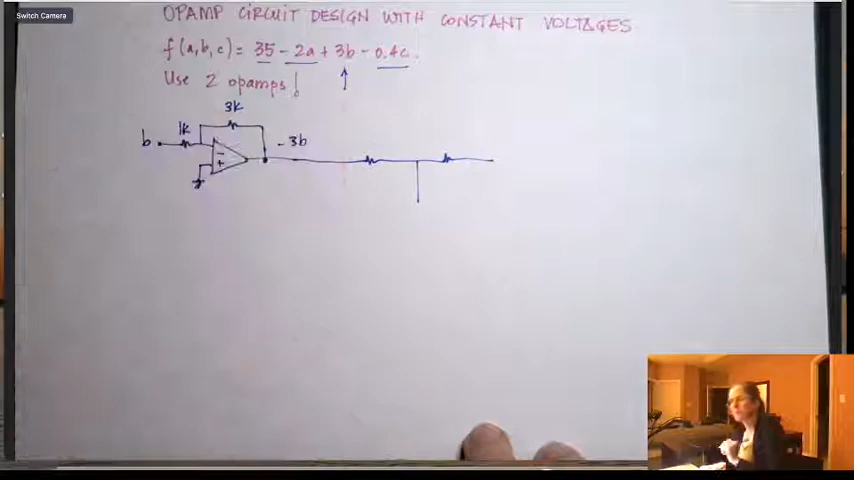 Switch Camera
OPAMP CIRCUIT DESIGN WITH CONSTANT VOLTAGES
f(a,b,c) = 35 - 2a + 3b - 0.4c.
Use 2 opamps!
3k
1k
b
- 3b
-
+